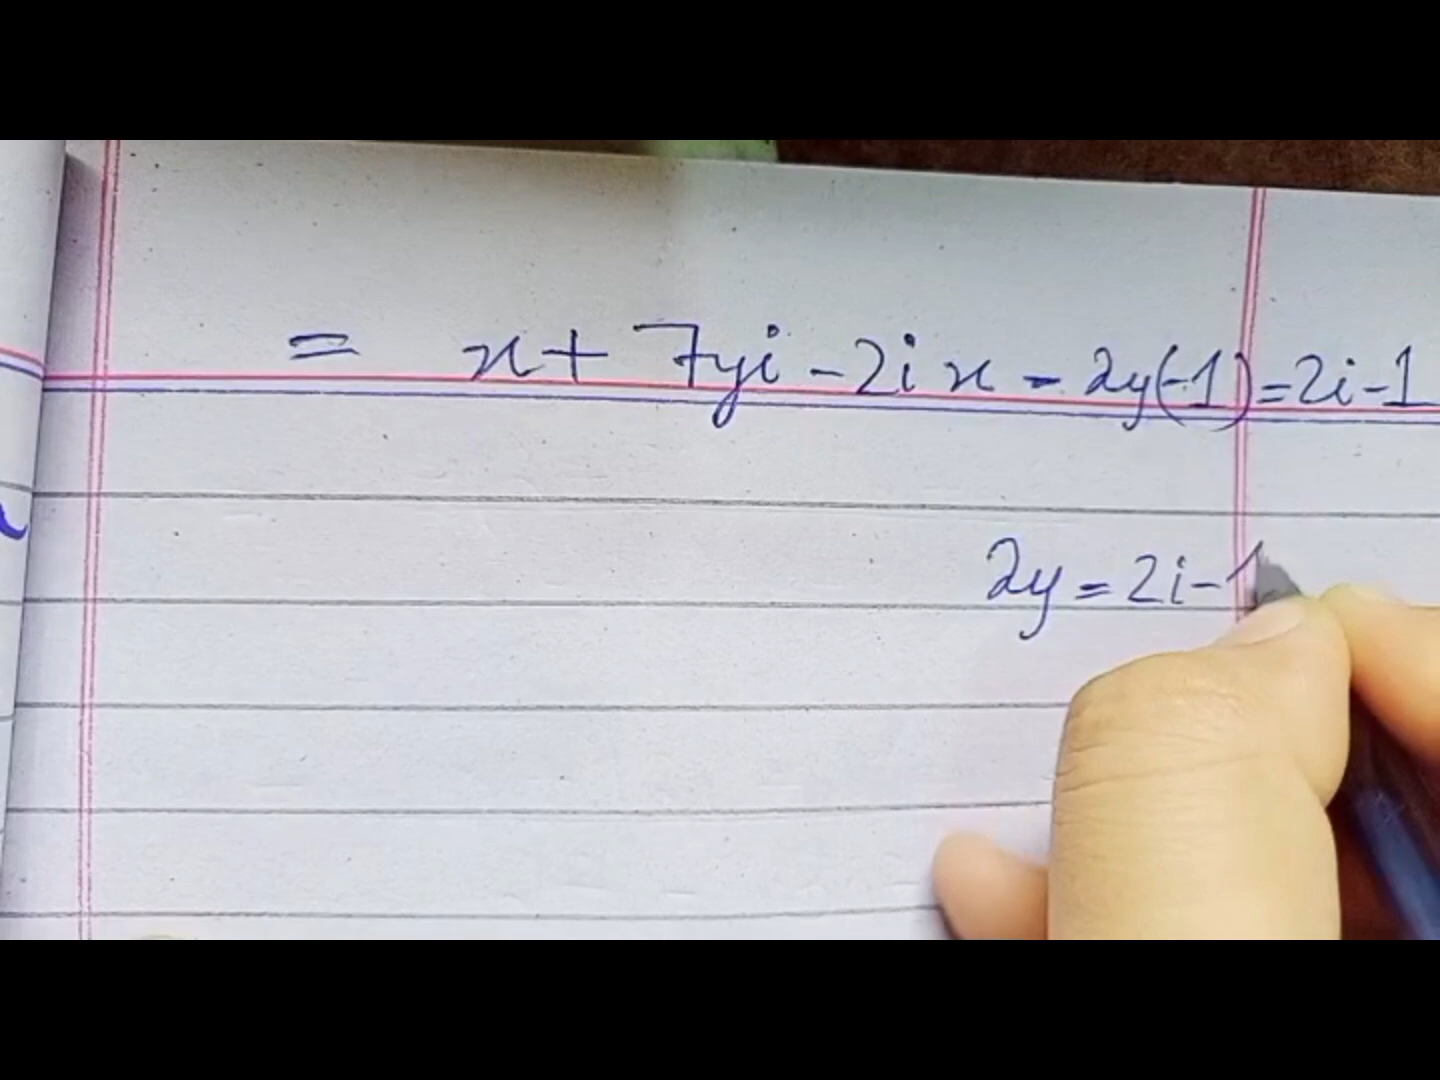 = x + 7yi - 2ix - 2y(-1) = 2i - 1
2y = 2i - 1